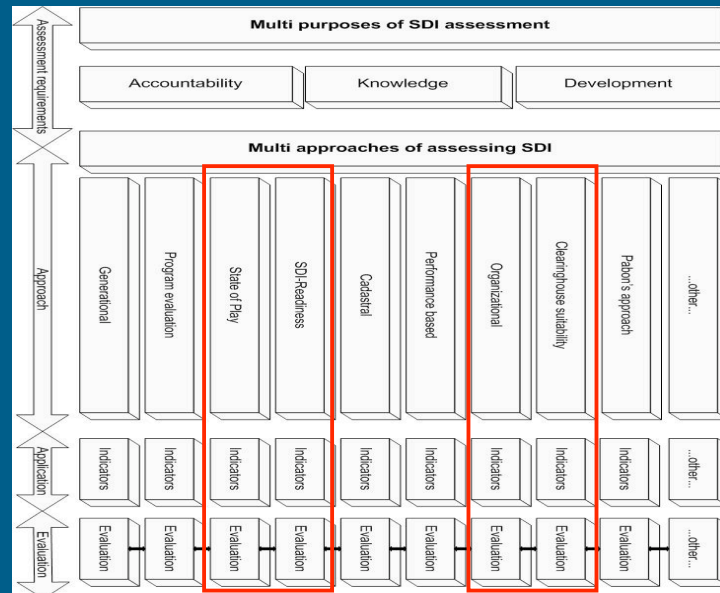 Assessment requirements
Multi purposes of SDI assessment
Accountability
Knowledge
Development
Multi approaches of assessing SDI
Approach
Generational
Program evaluation
State of Play
SDI-Readiness
Cadastral
Performance based
Organizational
Clearinghouse suitability
Pabon's approach
...other...
Application
Indicators
Indicators
Indicators
Indicators
Indicators
Indicators
Indicators
Indicators
Indicators
...other...
Evaluation
Evaluation
Evaluation
Evaluation
Evaluation
Evaluation
Evaluation
Evaluation
Evaluation
Evaluation
...other...